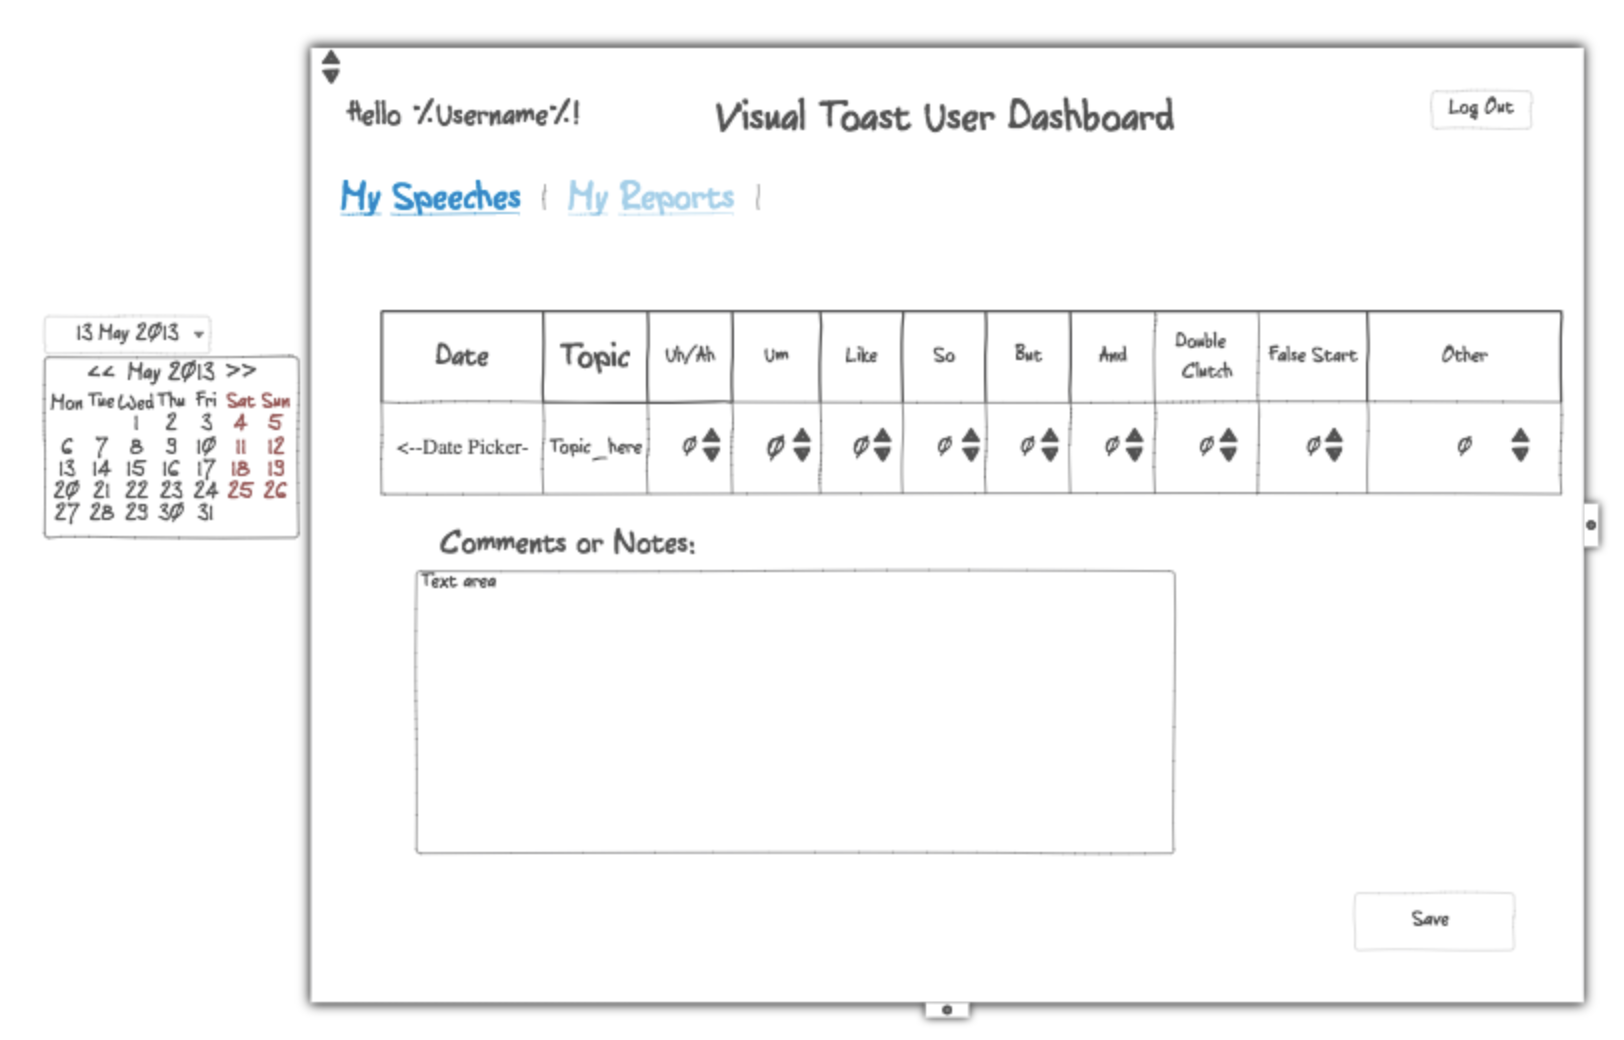 Hello %Username%!
Visual Toast User Dashboard
Log Out
My Speeches | My Reports |
13 May 2013
<< May 2013 >>
Mon Tue Wed Thu Fri Sat Sun
1 2 3 4 5
6 7 8 9 10 11 12
13 14 15 16 17 18 19
20 21 22 23 24 25 26
27 28 29 30 31
Date Topic Uh/Ah Um Like So But And Double Clutch False Start Other
<--Date Picker- Topic_here 0 0 0 0 0 0 0 0 0
Comments or Notes:
Text area
Save